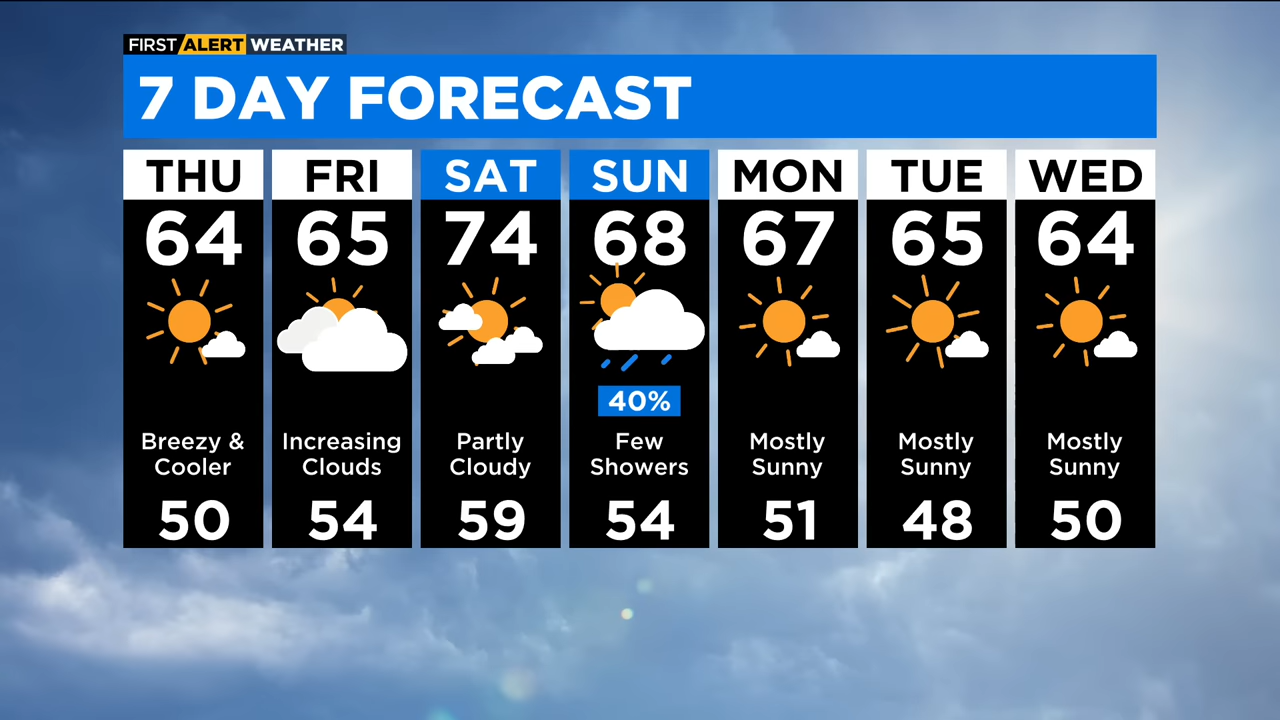 FIRST ALERT WEATHER
7 DAY FORECAST
THU FRI SAT SUN MON TUE WED
64 65 74 68 67 65 64
40%
Breezy & Cooler
Increasing Clouds
Partly Cloudy
Few Showers
Mostly Sunny
Mostly Sunny
Mostly Sunny
50 54 59 54 51 48 50